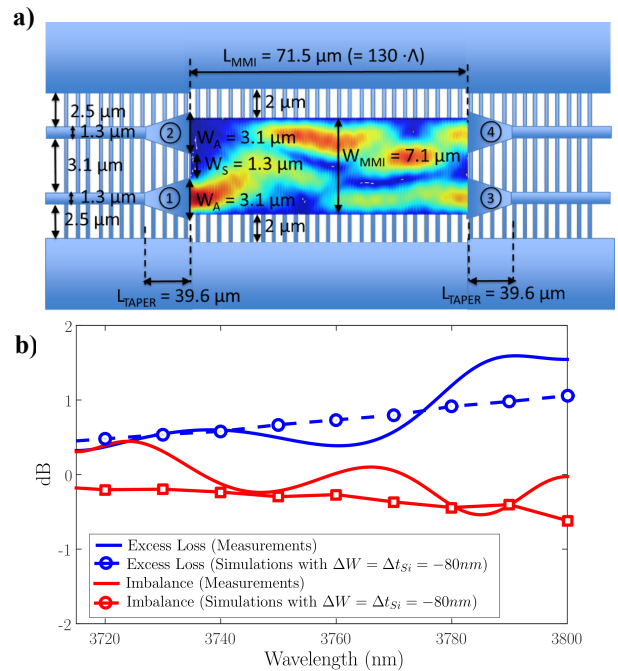 a)
L_MMI = 71.5 µm (= 130 ·Λ)
2.5 µm
2 µm
1.3 µm
2
W_A = 3.1 µm
4
3.1 µm
W_S = 1.3 µm
W_MMI = 7.1 µm
1.3 µm
1
W_A = 3.1 µm
3
2.5 µm
2 µm
L_TAPER = 39.6 µm
L_TAPER = 39.6 µm
b)
2
1
0
-1
-2
dB
Excess Loss (Measurements)
Excess Loss (Simulations with ΔW = Δt_Si = −80nm)
Imbalance (Measurements)
Imbalance (Simulations with ΔW = Δt_Si = −80nm)
3720 3740 3760 3780 3800
Wavelength (nm)